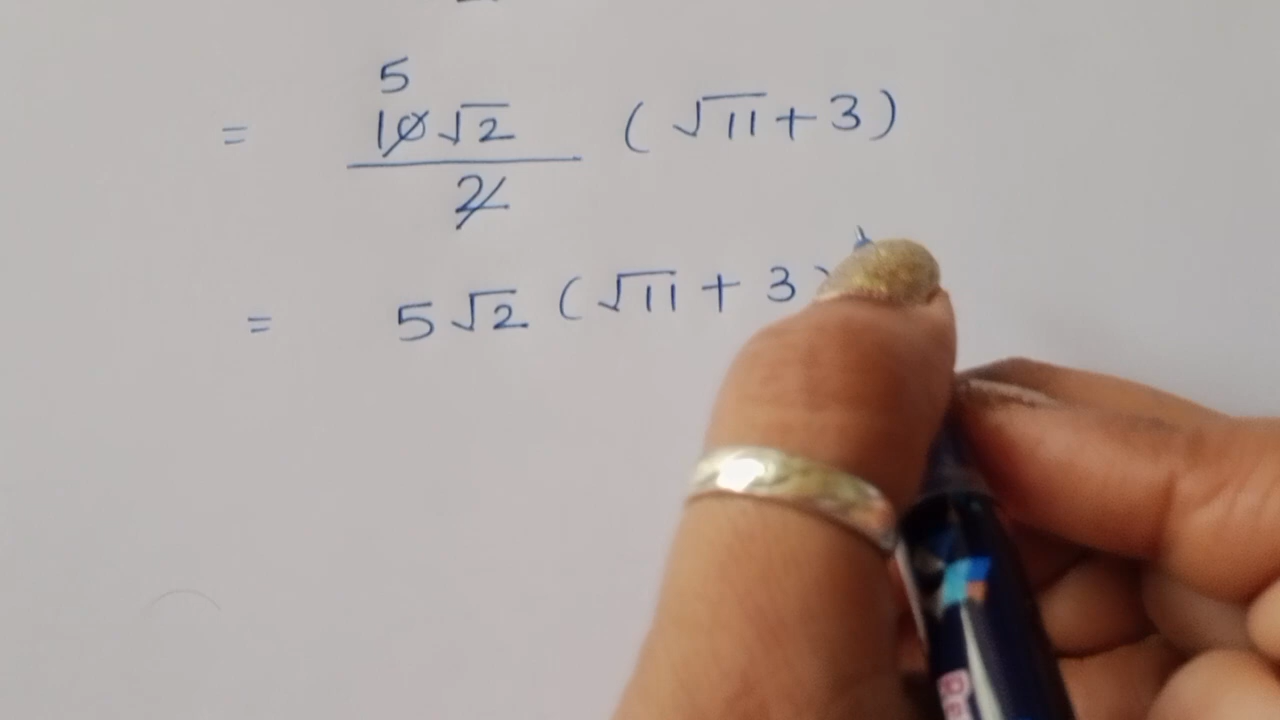 5
= 10√2 / 2 (√11 + 3)
= 5√2 (√11 + 3)